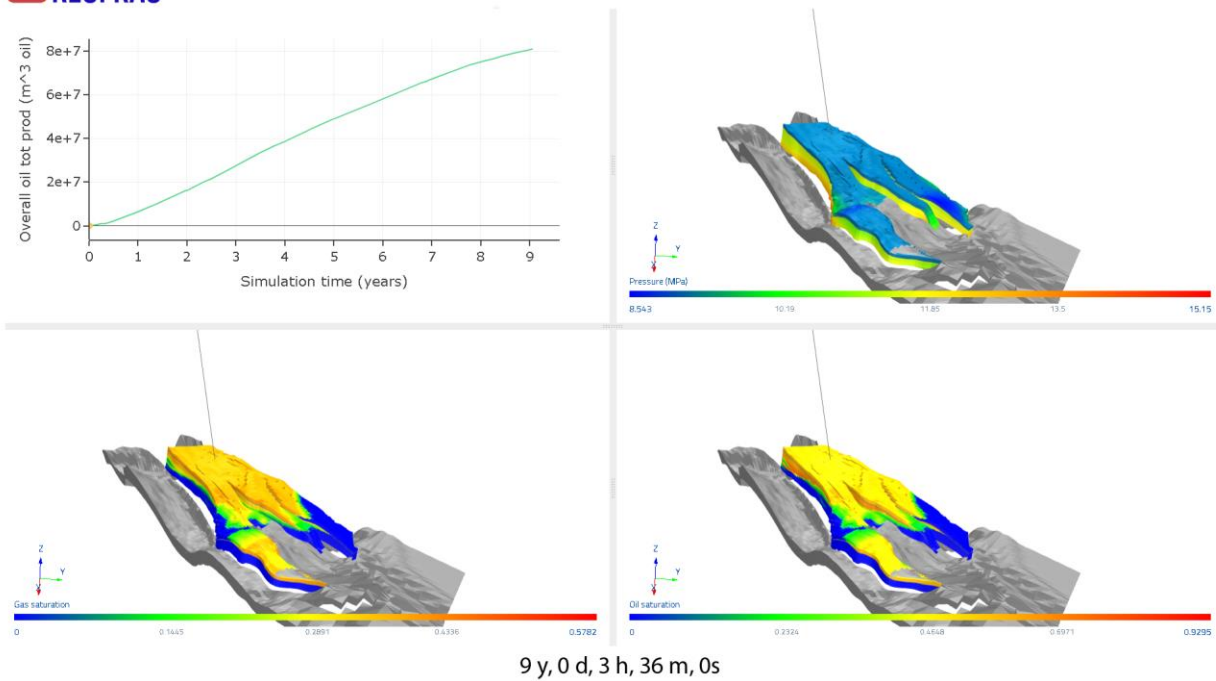 Overall oil tot prod (m^3 oil)
8e+7
6e+7
4e+7
2e+7
0
0 1 2 3 4 5 6 7 8 9
Simulation time (years)
Z
Y
X
Pressure (MPa)
8.543 10.19 11.85 13.5 15.15
Z
Y
X
Gas saturation
0 0.1445 0.2891 0.4336 0.5782
Z
Y
X
Oil saturation
0 0.2324 0.4648 0.6971 0.9295
9 y, 0 d, 3 h, 36 m, 0s